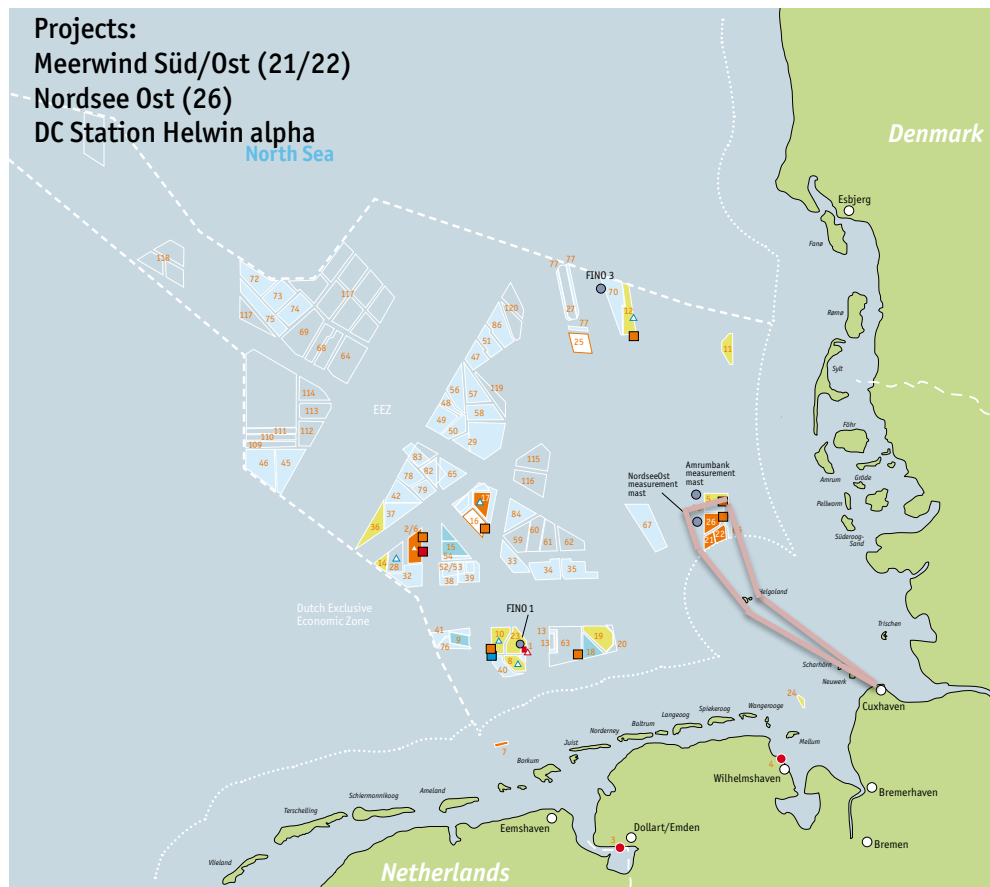 Projects:
Meerwind Süd/Ost (21/22)
Nordsee Ost (26)
DC Station Helwin alpha
North Sea
Denmark
Esbjerg
Fanø
118
72
73
74
117
75
117
69
68
64
77
77
FINO 3
70
12
27
77
25
11
120
86
51
47
Rømø
Sylt
EEZ
56
57
119
48
58
49
50
29
114
113
111
110
112
109
46
45
Föhr
Amrum
Gröde
Pellworm
Süderoog-
Sand
83
82
78
65
79
42
37
36
115
116
17
16
84
60
59
61
62
33
34
35
2/6
14
28
32
15
54
52/53
38
39
NordseeOst
measurement
mast
Amrumbank
measurement
mast
67
5
26
22
21
Helgoland
Dutch Exclusive
Economic Zone
FINO 1
41
9
76
10
23
1
8
40
13
13
63
19
18
20
Trischen
Scharhörn
Neuwerk
Cuxhaven
24
Wangerooge
Spiekeroog
Langeoog
Baltrum
Norderney
Juist
Borkum
Mellum
7
4
Wilhelmshaven
Bremerhaven
Bremen
Ameland
Schiermonnikoog
Terschelling
Vlieland
Eemshaven
Dollart/Emden
3
Netherlands